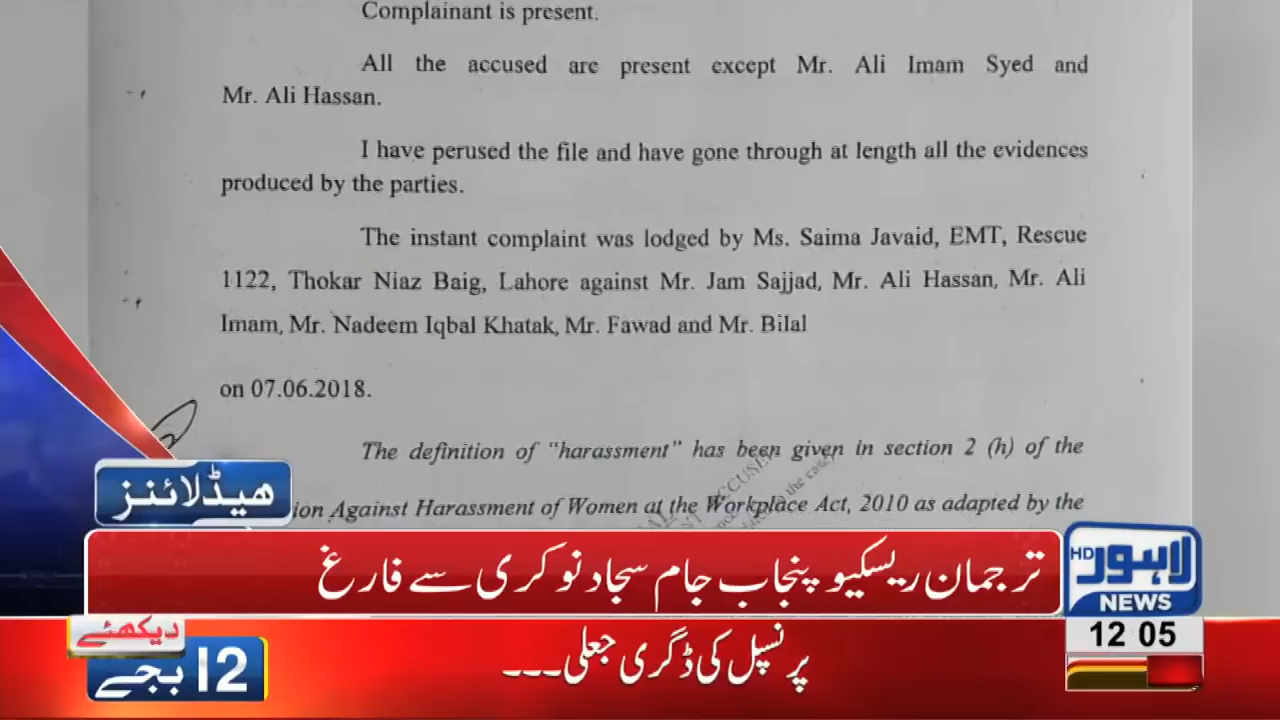 Complainant is present.
All the accused are present except Mr. Ali Imam Syed and
Mr. Ali Hassan.
I have perused the file and have gone through at length all the evidences
produced by the parties.
The instant complaint was lodged by Ms. Saima Javaid, EMT, Rescue
1122, Thokar Niaz Baig, Lahore against Mr. Jam Sajjad, Mr. Ali Hassan, Mr. Ali
Imam, Mr. Nadeem Iqbal Khatak, Mr. Fawad and Mr. Bilal
on 07.06.2018.
The definition of "harassment" has been given in section 2 (h) of the
Against Harassment of Women at the Workplace Act, 2010 as adapted by the
ھیڈلائنز
ترجمان ریسکیو پنجاب جام سجاد نوکری سے فارغ
لاہور HD
NEWS
12 05
دیکھئے
12 بجے
پرنسپل کی ڈگری جعلی۔۔۔